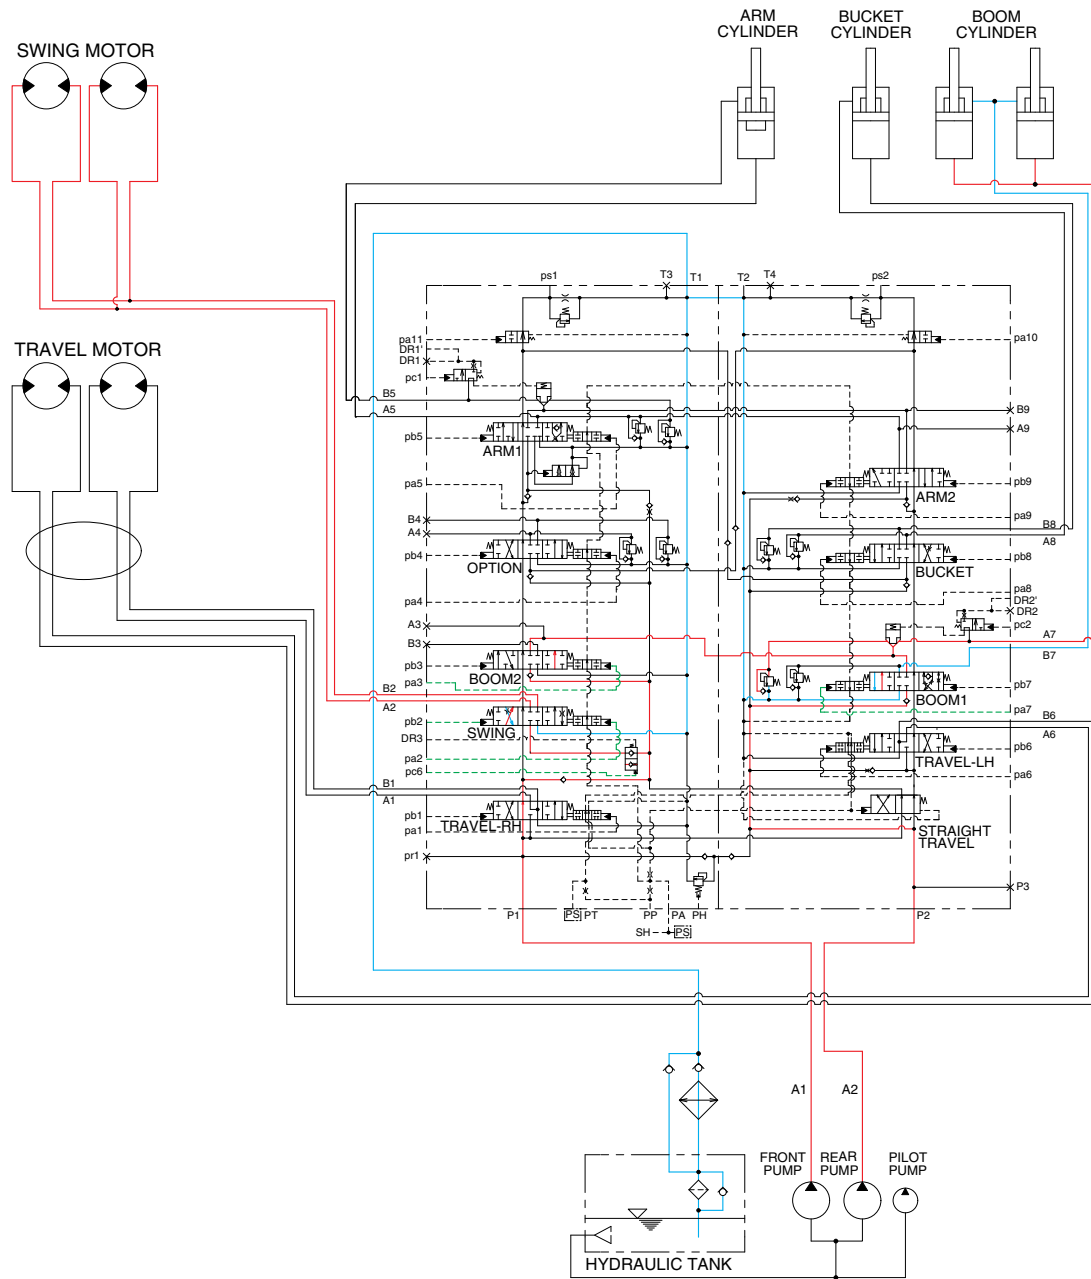 ARM
CYLINDER
BUCKET
CYLINDER
BOOM
CYLINDER
SWING MOTOR
TRAVEL MOTOR
ps1
T3
T1
T2
T4
ps2
pa11
DR1'
DR1
pc1
B5
A5
pb5
ARM1
pa5
B4
A4
pb4
OPTION
pa4
A3
B3
pb3
BOOM2
pa3
B2
A2
pb2
SWING
DR3
pa2
pc6
B1
A1
pb1
TRAVEL-RH
pa1
pr1
pa10
B9
A9
ARM2
pb9
pa9
B8
A8
pb8
BUCKET
pa8
DR2'
DR2
pc2
A7
B7
pb7
BOOM1
pa7
B6
A6
pb6
TRAVEL-LH
pa6
STRAIGHT
TRAVEL
P3
P1
PS
PT
PP
PA
PH
P2
SH
PS
A1
A2
FRONT
PUMP
REAR
PUMP
PILOT
PUMP
HYDRAULIC TANK